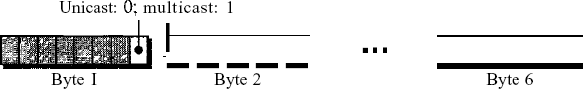 Unicast: 0; multicast: 1
...
Byte 1 Byte 2 Byte 6